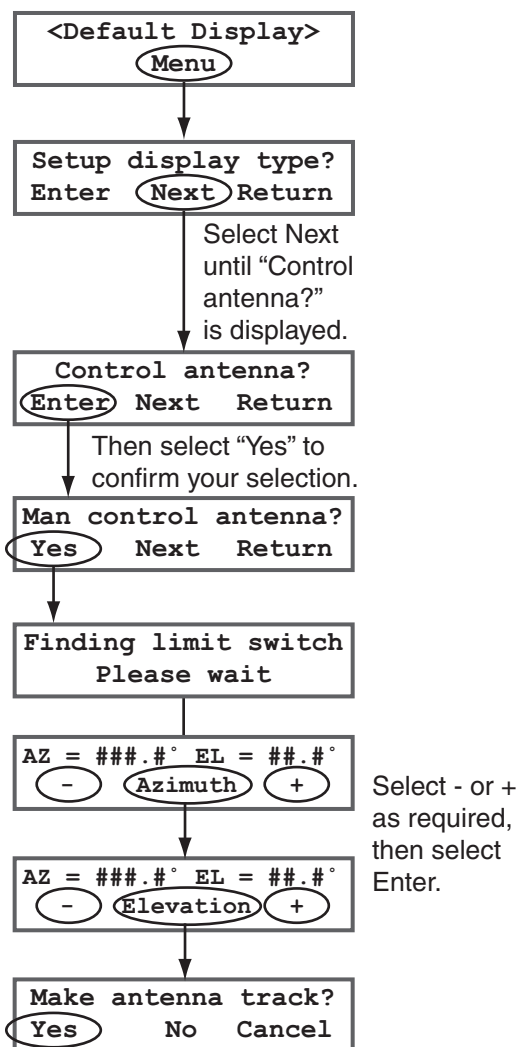 <Default Display>
Menu
Setup display type?
Enter Next Return
Select Next
until “Control
antenna?”
is displayed.
Control antenna?
Enter Next Return
Then select “Yes” to
confirm your selection.
Man control antenna?
Yes Next Return
Finding limit switch
Please wait
AZ = ###.#° EL = ##.#°
- Azimuth +
Select - or +
as required,
then select
Enter.
AZ = ###.#° EL = ##.#°
- Elevation +
Make antenna track?
Yes No Cancel